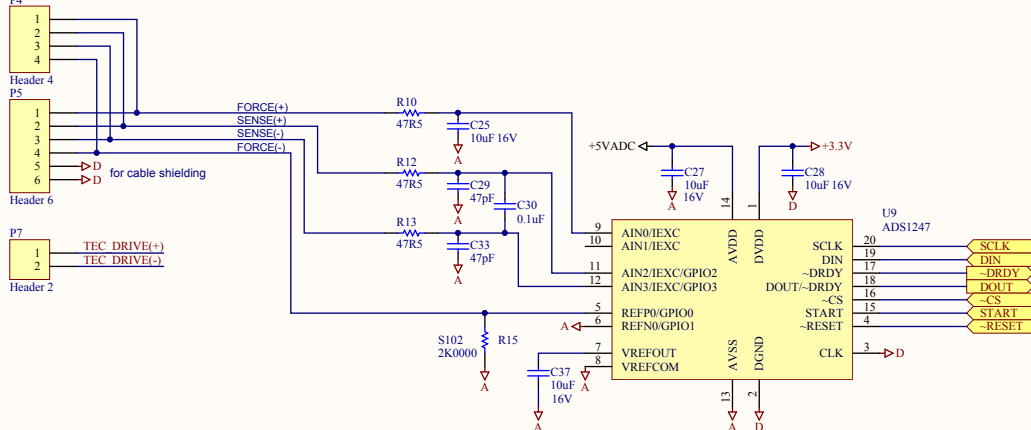 P4
1
2
3
4
Header 4
P5
1
2
3
4
5
6
Header 6
D
D
for cable shielding
FORCE(+)
SENSE(+)
SENSE(-)
FORCE(-)
P7
1
2
Header 2
TEC_DRIVE(+)
TEC_DRIVE(-)
R10
47R5
C25
10uF 16V
A
R12
47R5
C29
47pF
A
C30
0.1uF
R13
47R5
C33
47pF
A
S102
2K0000
R15
A
A
C37
10uF
16V
A
A
+5VADC
C27
10uF
16V
A
+3.3V
C28
10uF 16V
D
U9
ADS1247
14
1
AVDD
DVDD
9
AIN0/IEXC
10
AIN1/IEXC
11
AIN2/IEXC/GPIO2
12
AIN3/IEXC/GPIO3
5
REFP0/GPIO0
6
REFN0/GPIO1
7
VREFOUT
8
VREFCOM
AVSS
DGND
13
2
A
D
SCLK
20
SCLK
DIN
19
DIN
~DRDY
17
~DRDY
DOUT/~DRDY
18
DOUT
~CS
16
~CS
START
15
START
~RESET
4
~RESET
CLK
3
D